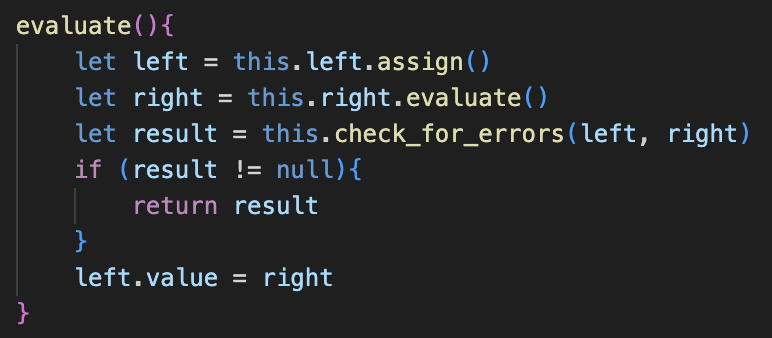 evaluate(){
    let left = this.left.assign()
    let right = this.right.evaluate()
    let result = this.check_for_errors(left, right)
    if (result != null){
        return result
    }
    left.value = right
}